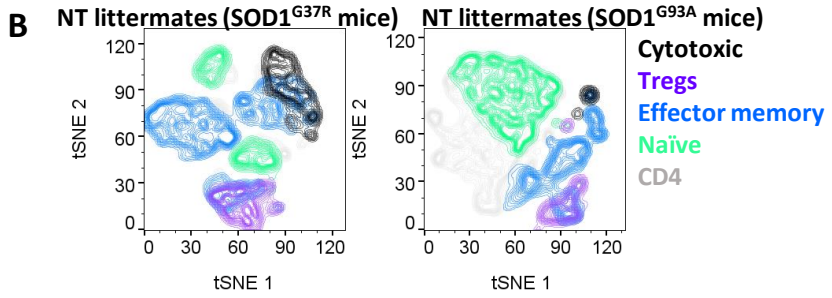 B
NT littermates (SOD1G37R mice)
NT littermates (SOD1G93A mice)
120
90
60
30
0
tSNE 2
0 30 60 90 120
tSNE 1
120
90
60
30
0
tSNE 2
0 30 60 90 120
tSNE 1
Cytotoxic
Tregs
Effector memory
Naïve
CD4